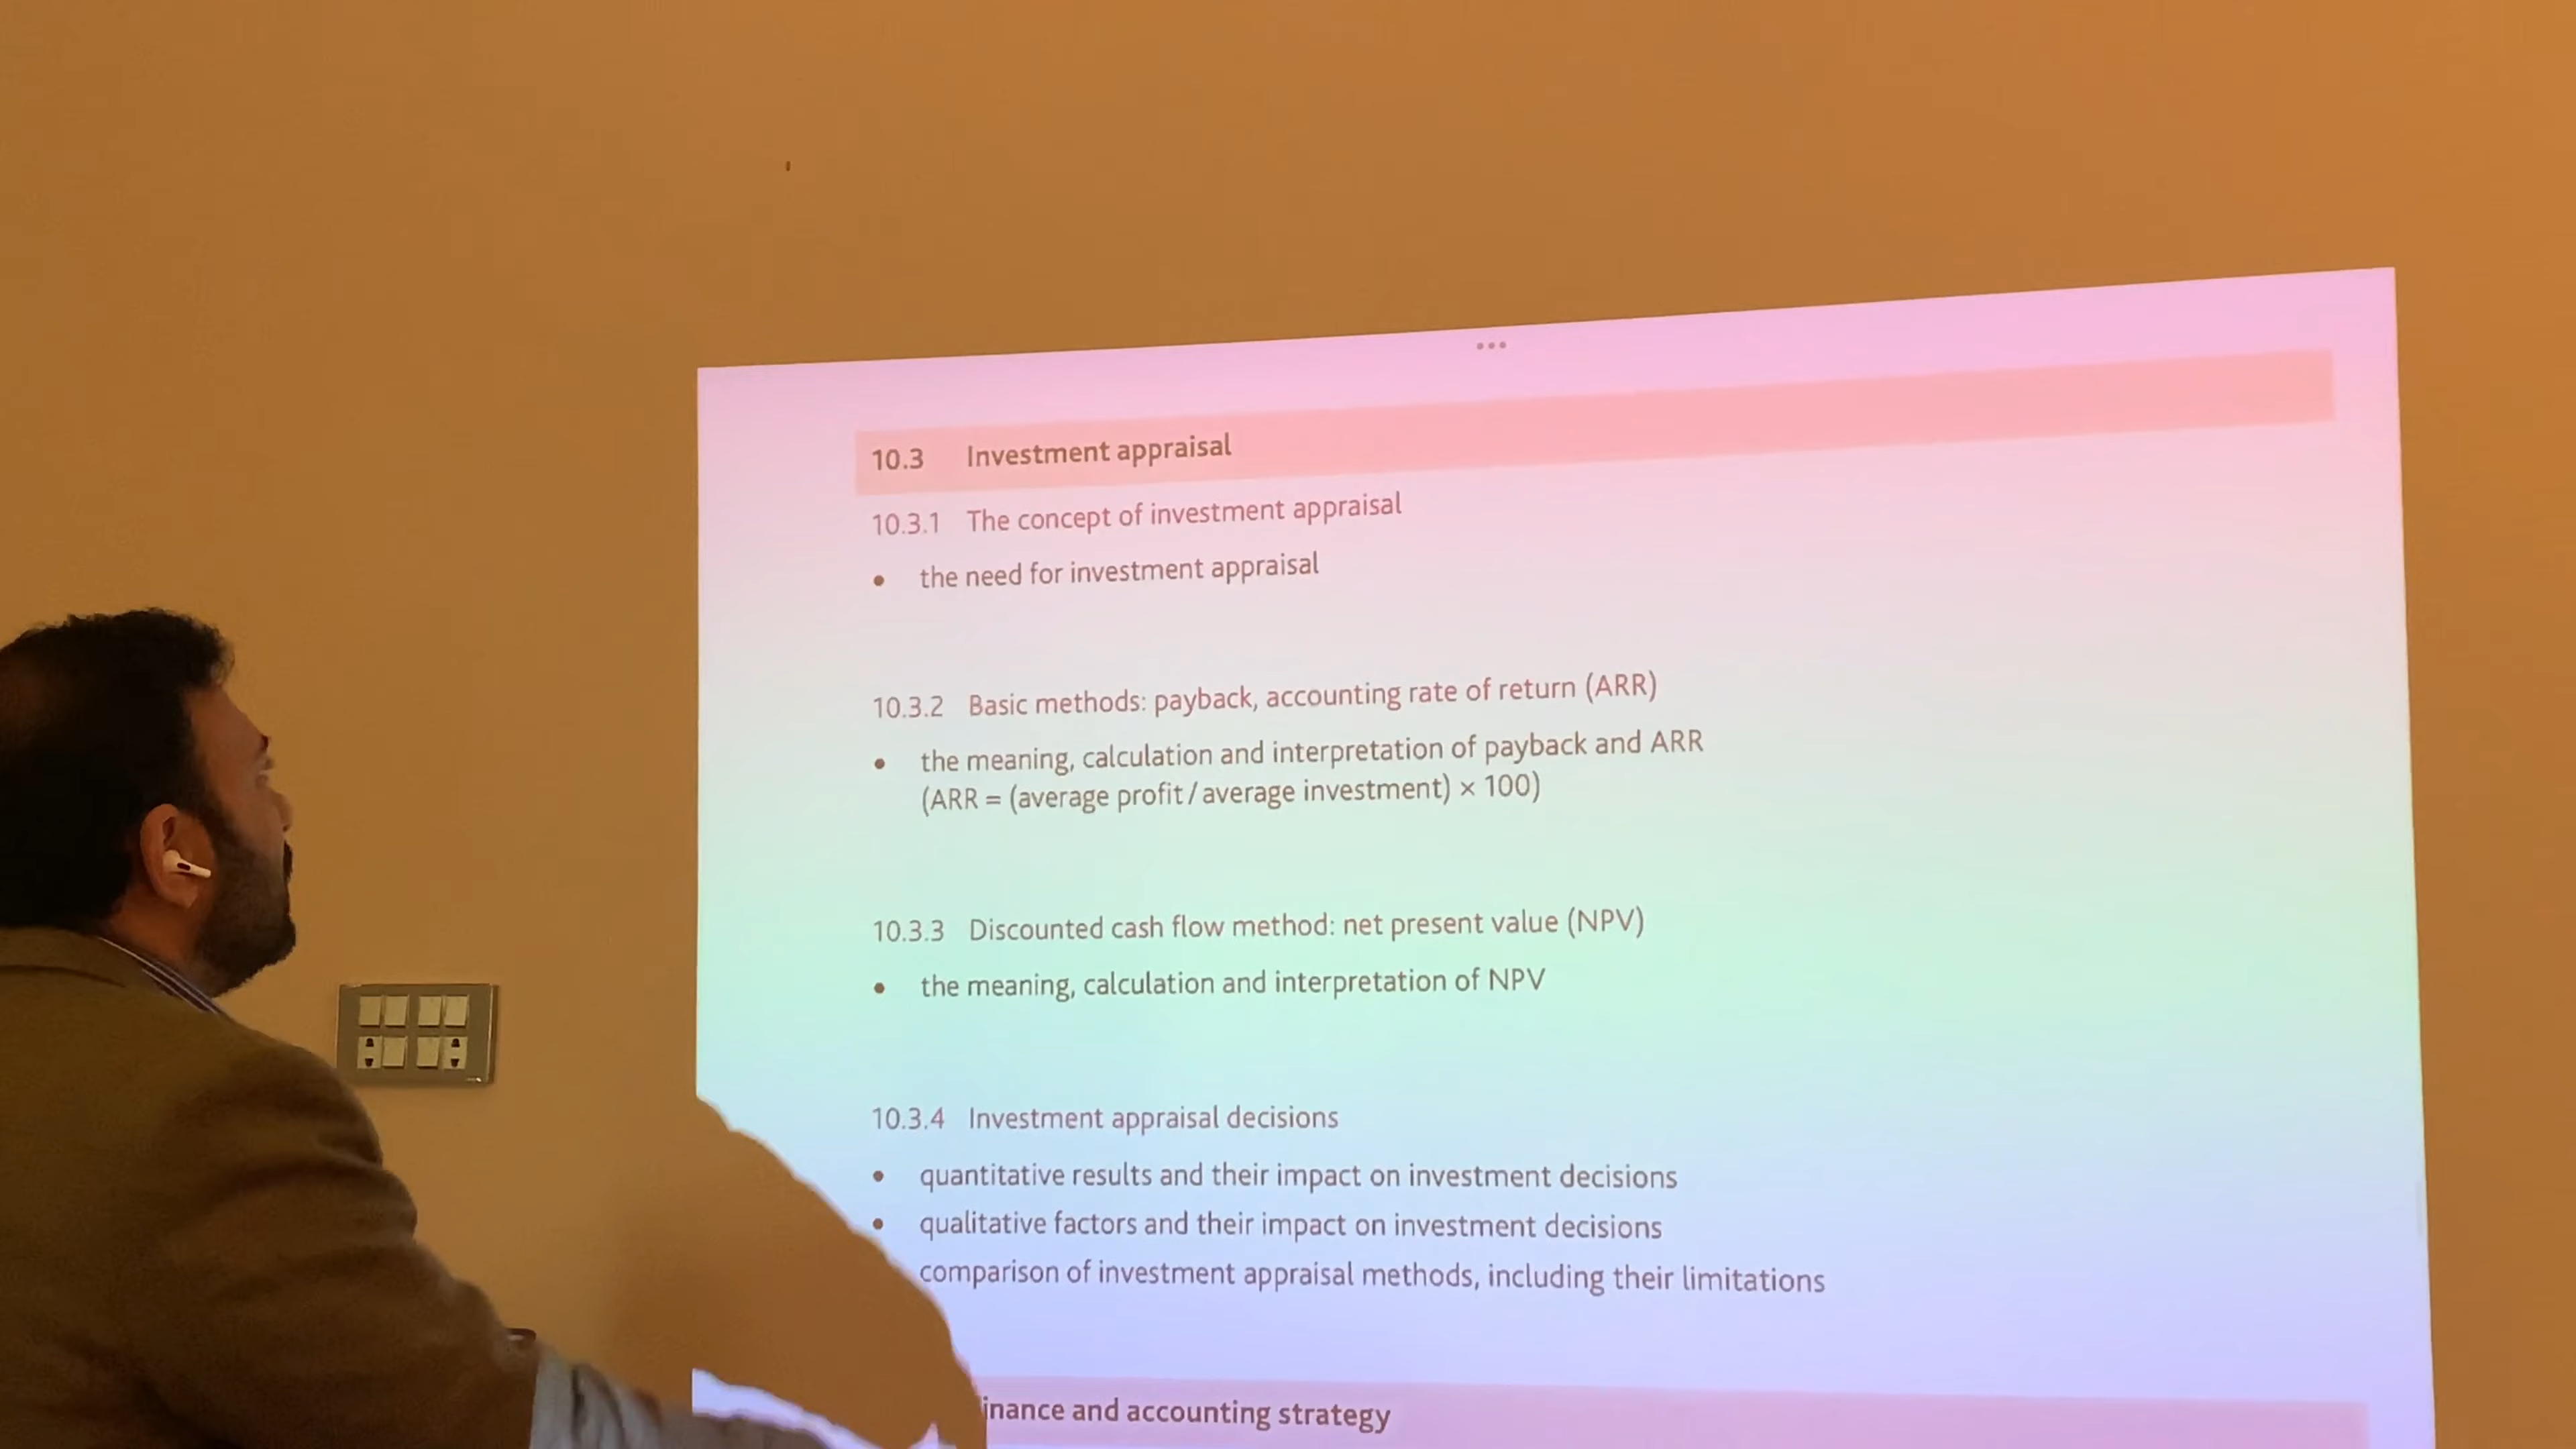 10.3 Investment appraisal
10.3.1 The concept of investment appraisal
• the need for investment appraisal
10.3.2 Basic methods: payback, accounting rate of return (ARR)
• the meaning, calculation and interpretation of payback and ARR
(ARR = (average profit / average investment) × 100)
10.3.3 Discounted cash flow method: net present value (NPV)
• the meaning, calculation and interpretation of NPV
10.3.4 Investment appraisal decisions
• quantitative results and their impact on investment decisions
• qualitative factors and their impact on investment decisions
comparison of investment appraisal methods, including their limitations
inance and accounting strategy